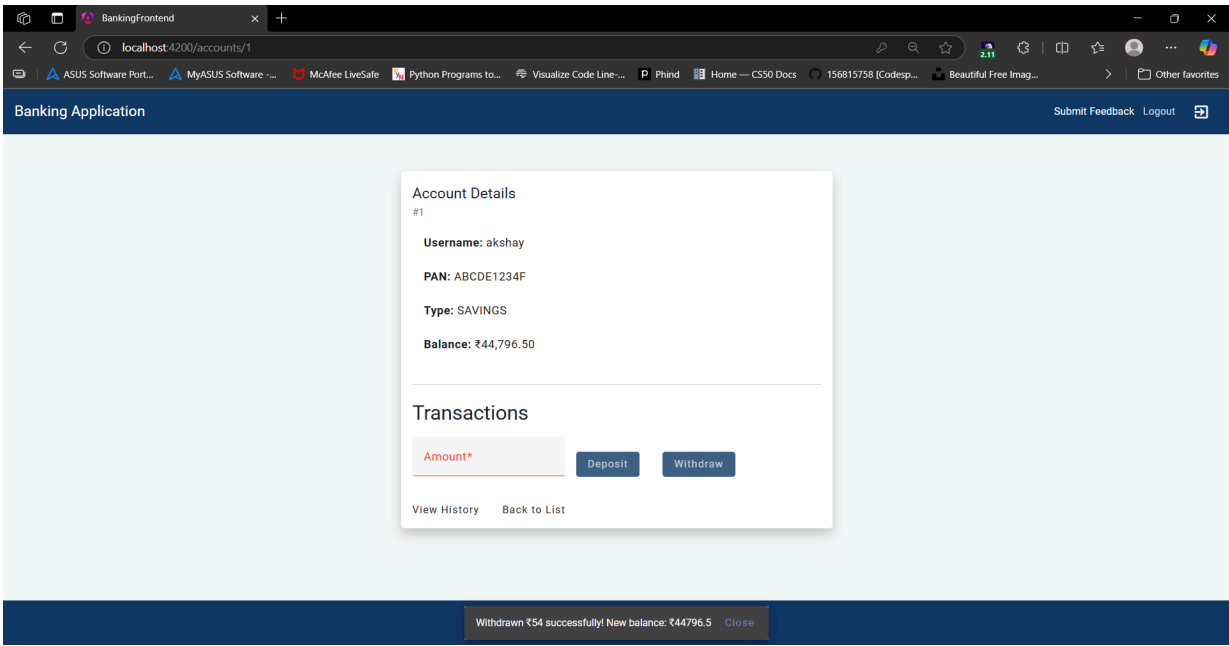 BankingFrontend
localhost:4200/accounts/1
2.11
ASUS Software Port... MyASUS Software -... McAfee LiveSafe Python Programs to... Visualize Code Line-... Phind Home — CS50 Docs 156815758 [Codesp... Beautiful Free Imag... Other favorites
Banking Application Submit Feedback Logout
Account Details
#1
Username: akshay
PAN: ABCDE1234F
Type: SAVINGS
Balance: ₹44,796.50
Transactions
Amount* Deposit Withdraw
View History Back to List
Withdrawn ₹54 successfully! New balance: ₹44796.5 Close